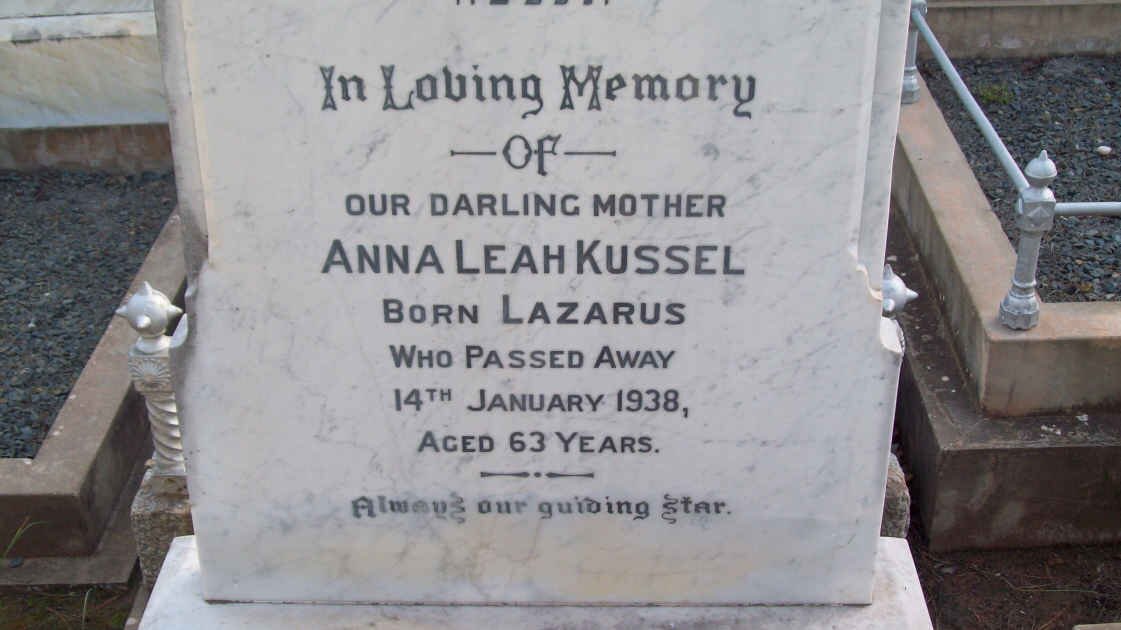 In Loving Memory
— OF —
OUR DARLING MOTHER
ANNA LEAH KUSSEL
BORN LAZARUS
WHO PASSED AWAY
14TH JANUARY 1938,
AGED 63 YEARS.
Always our guiding star.